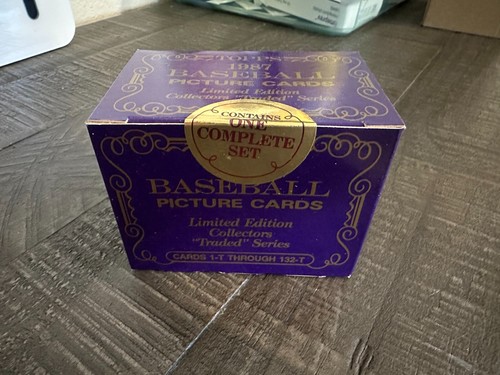 TOPPS
1987
BASEBALL
PICTURE CARDS
Limited Edition
Collectors "Traded" Series
CONTAINS
ONE
COMPLETE
SET
BASEBALL
PICTURE CARDS
Limited Edition
Collectors
"Traded" Series
CARDS 1-T THROUGH 132-T